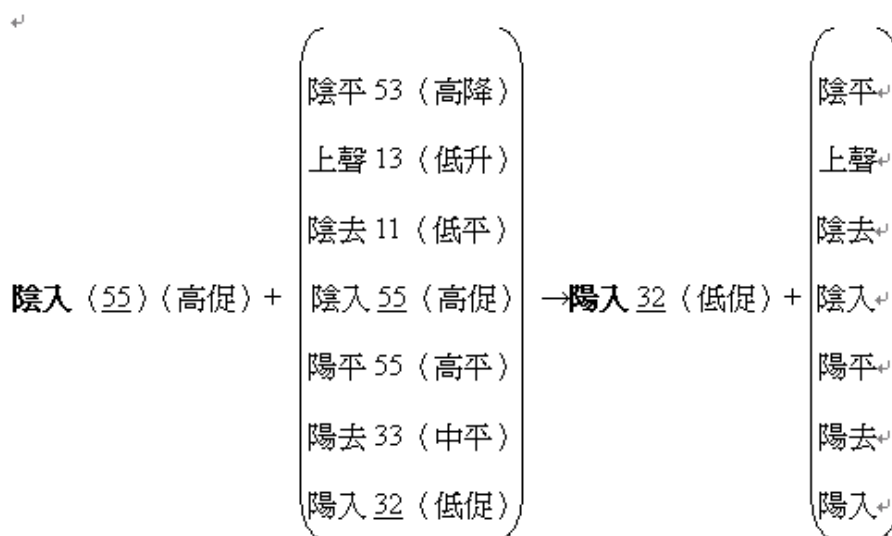 陰平 53（高降） 陰平
上聲 13（低升） 上聲
陰去 11（低平） 陰去
陰入（55）（高促）+ 陰入 55（高促） →陽入 32（低促）+ 陰入
陽平 55（高平） 陽平
陽去 33（中平） 陽去
陽入 32（低促） 陽入